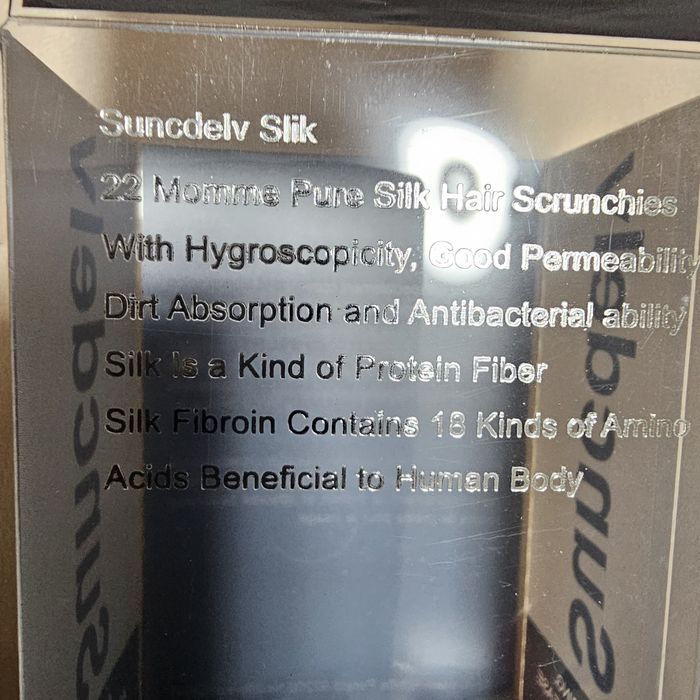 Suncdelv Slik
22 Momme Pure Silk Hair Scrunchies
With Hygroscopicity, Good Permeability
Dirt Absorption and Antibacterial ability
Silk is a Kind of Protein Fiber
Silk Fibroin Contains 18 Kinds of Amino
Acids Beneficial to Human Body